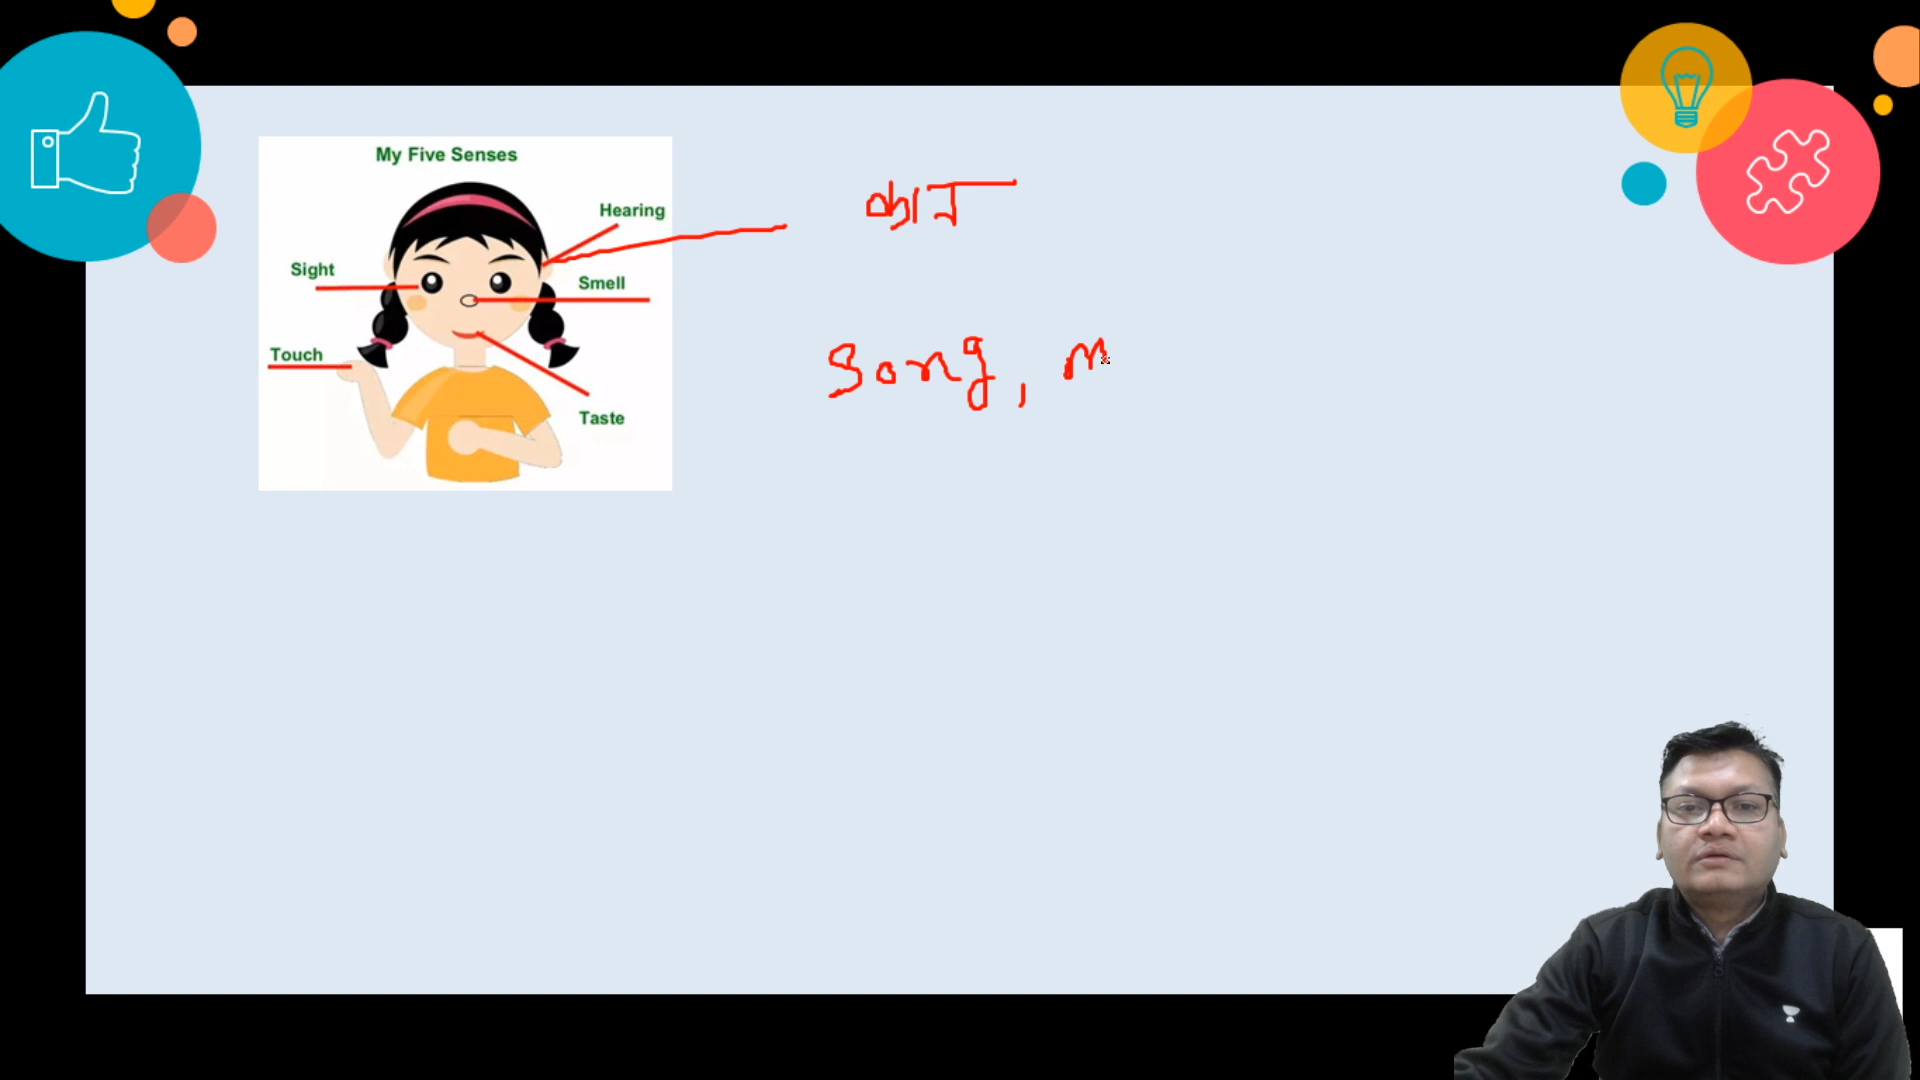 My Five Senses
Hearing
Sight
Smell
Touch
Taste
कान
Song, m